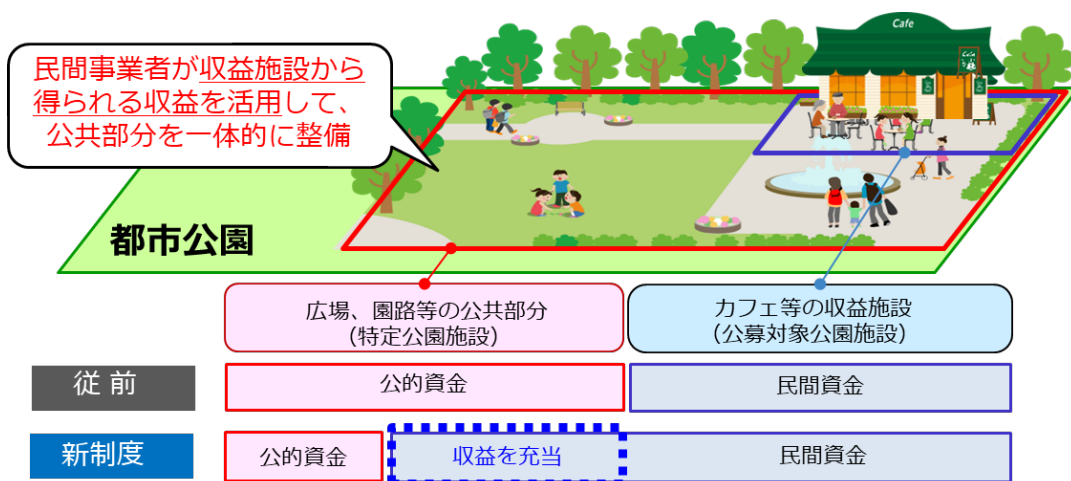 Cafe
民間事業者が収益施設から
得られる収益を活用して、
公共部分を一体的に整備
都市公園
広場、園路等の公共部分
(特定公園施設)
カフェ等の収益施設
(公募対象公園施設)
従前
公的資金
民間資金
新制度
公的資金
収益を充当
民間資金